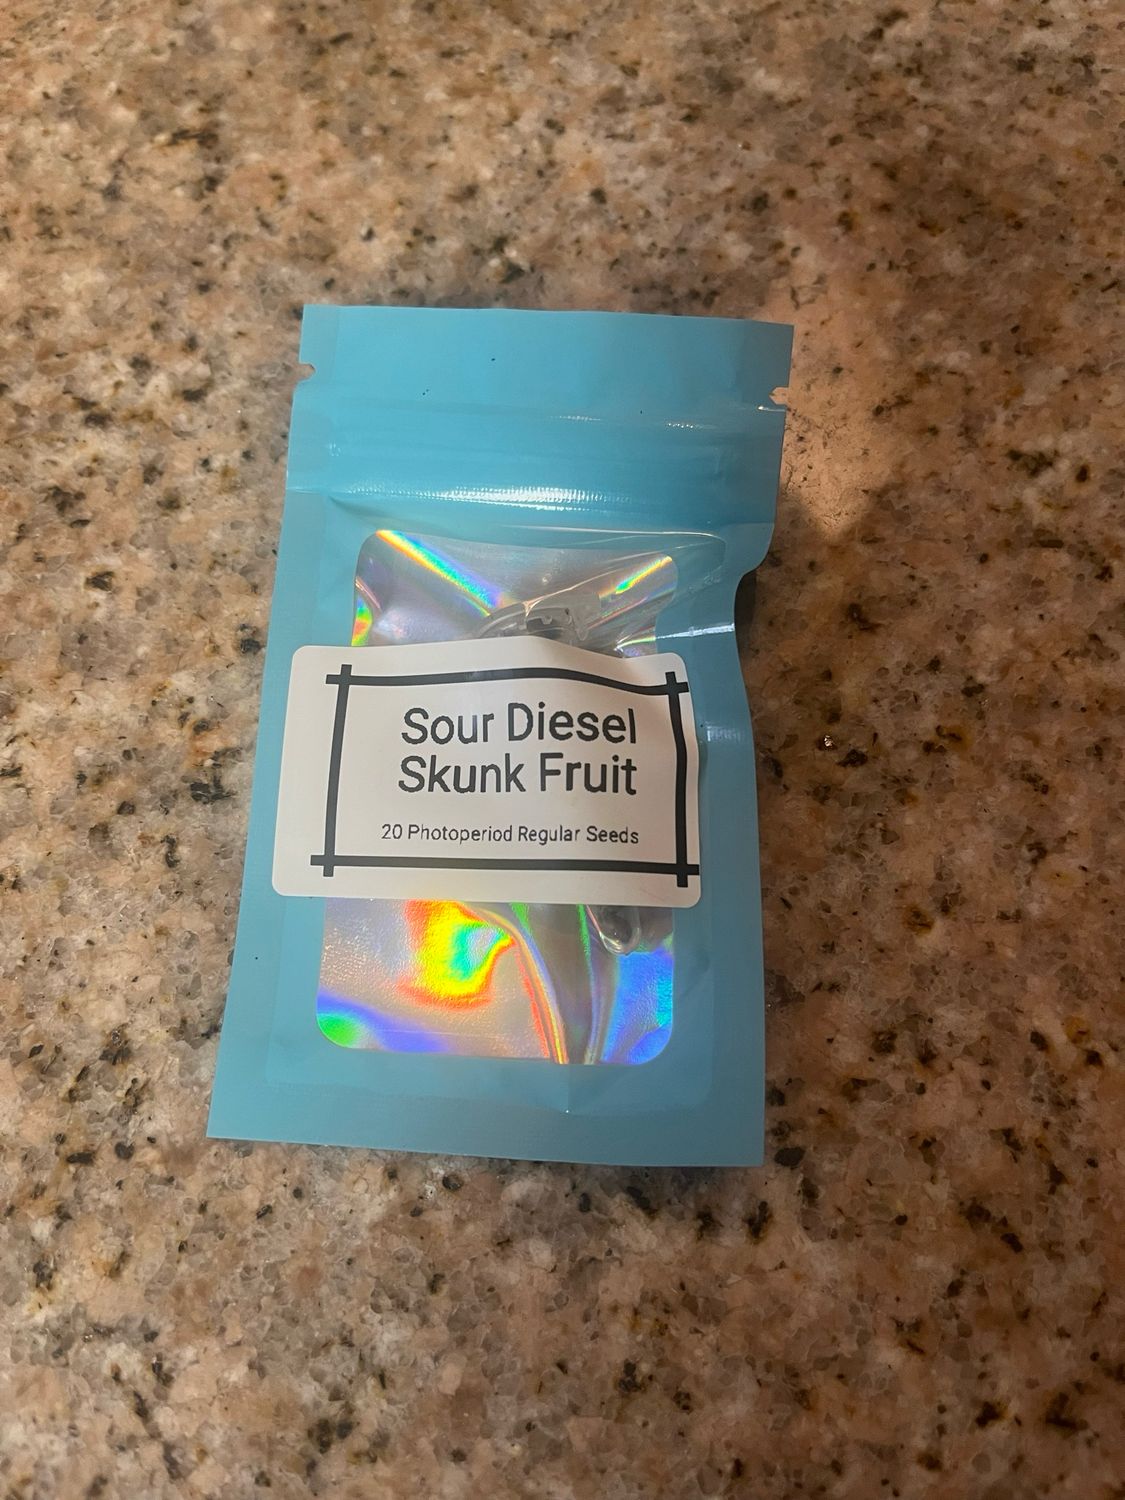 Sour Diesel
Skunk Fruit
20 Photoperiod Regular Seeds